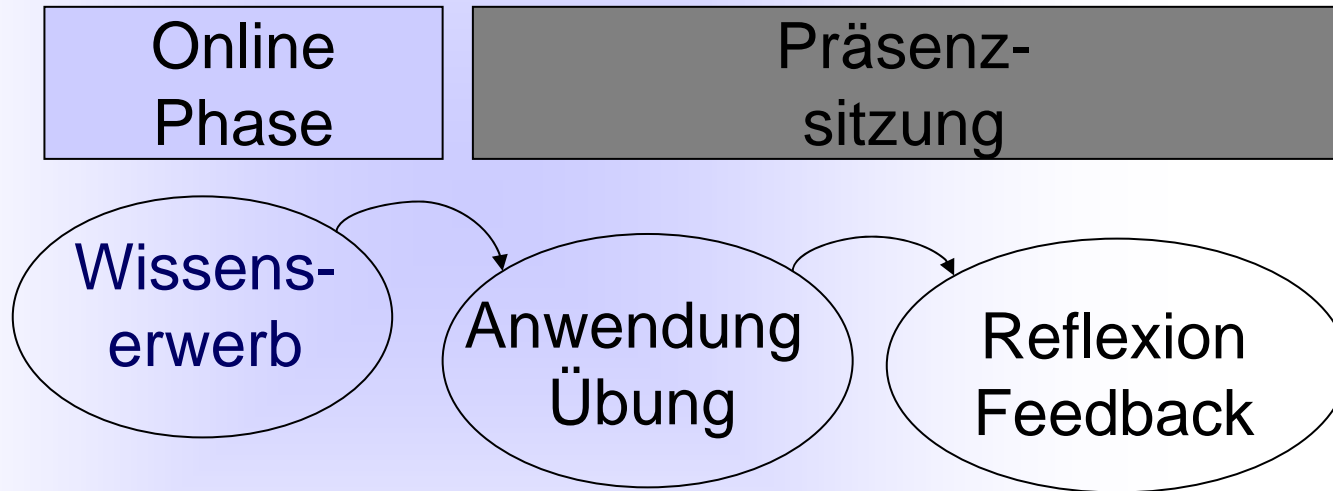 Online
Phase
Präsenz-
sitzung
Wissens-
erwerb
Anwendung
Übung
Reflexion
Feedback